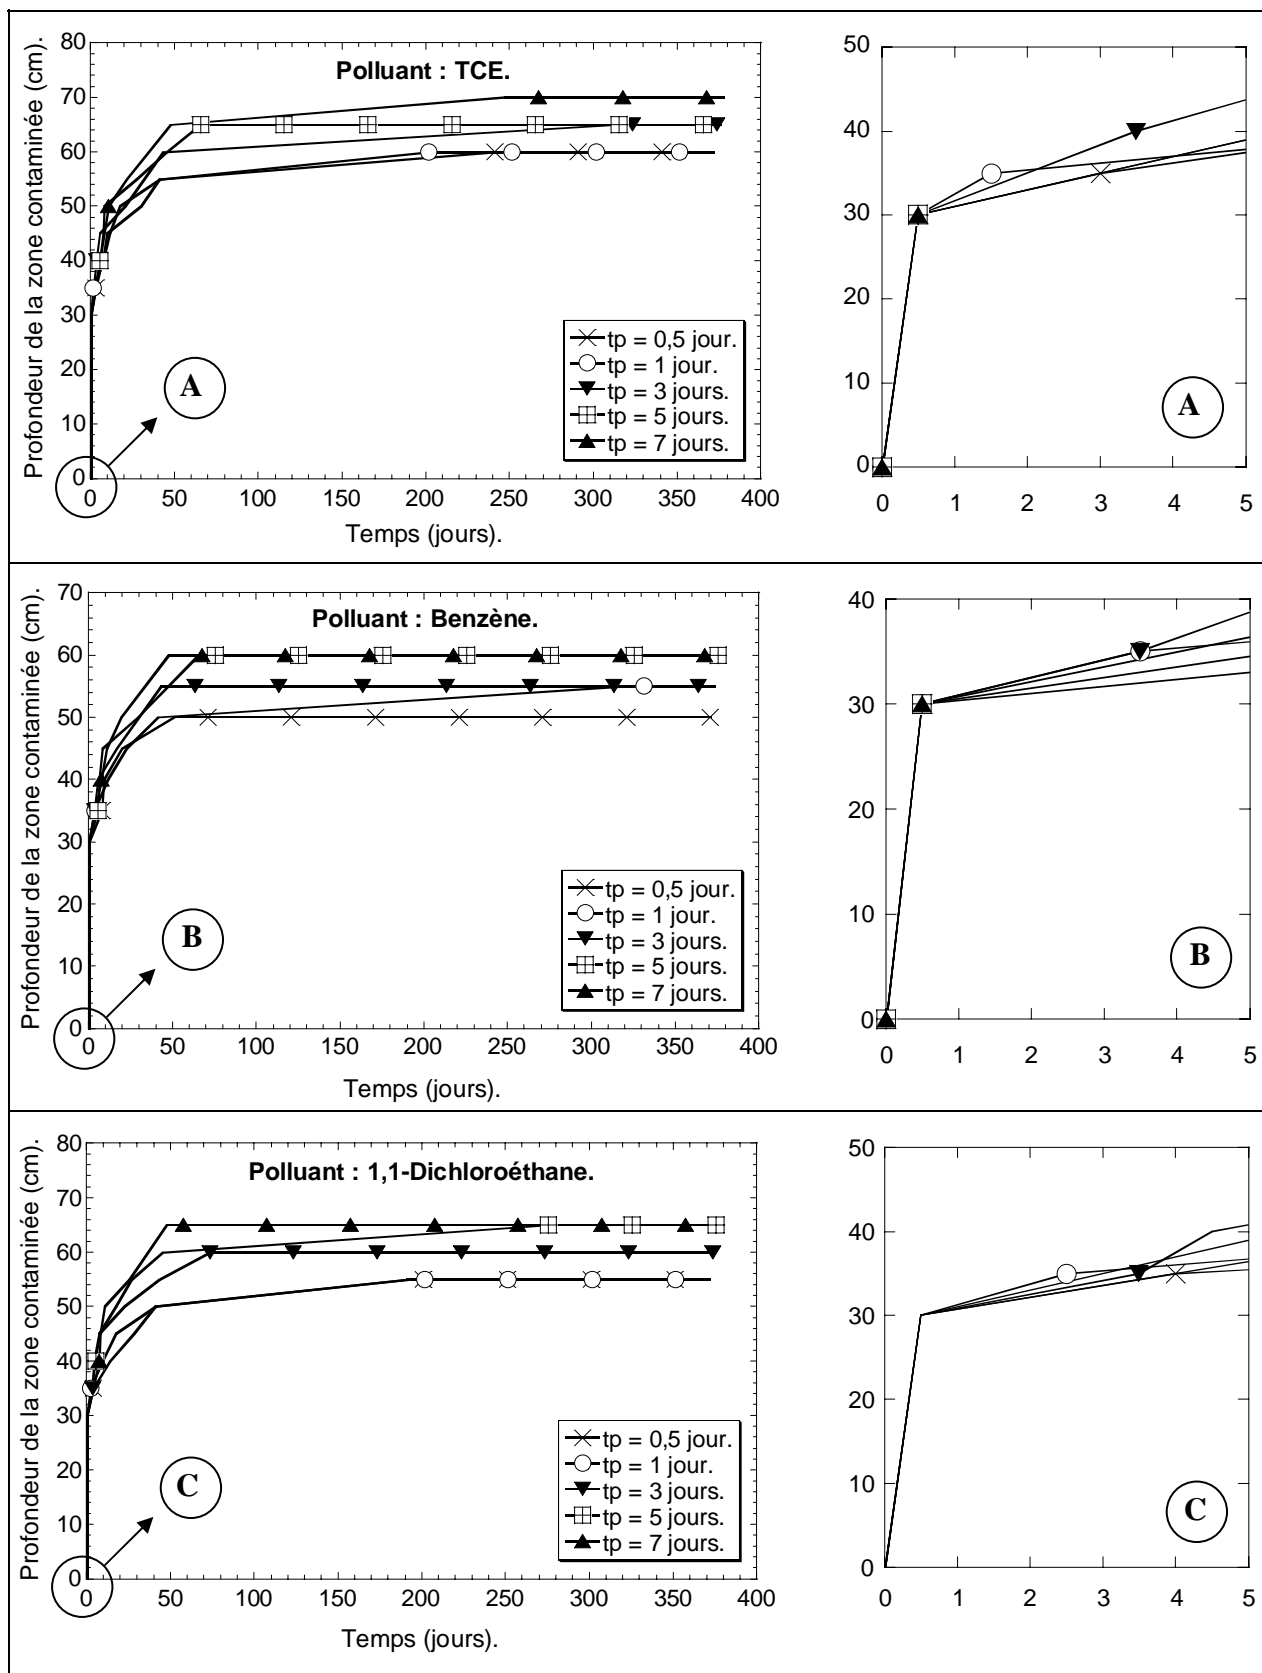 Profondeur de la zone contaminée (cm).
80
70
60
50
40
30
20
10
0
Polluant : TCE.
A
tp = 0,5 jour.
tp = 1 jour.
tp = 3 jours.
tp = 5 jours.
tp = 7 jours.
0 50 100 150 200 250 300 350 400
Temps (jours).
50
40
30
20
10
0
A
0 1 2 3 4 5
Profondeur de la zone contaminée (cm).
70
60
50
40
30
20
10
0
Polluant : Benzène.
B
tp = 0,5 jour.
tp = 1 jour.
tp = 3 jours.
tp = 5 jours.
tp = 7 jours.
0 50 100 150 200 250 300 350 400
Temps (jours).
40
30
20
10
0
B
0 1 2 3 4 5
Profondeur de la zone contaminée (cm).
80
70
60
50
40
30
20
10
0
Polluant : 1,1-Dichloroéthane.
C
tp = 0,5 jour.
tp = 1 jour.
tp = 3 jours.
tp = 5 jours.
tp = 7 jours.
0 50 100 150 200 250 300 350 400
Temps (jours).
50
40
30
20
10
0
C
0 1 2 3 4 5